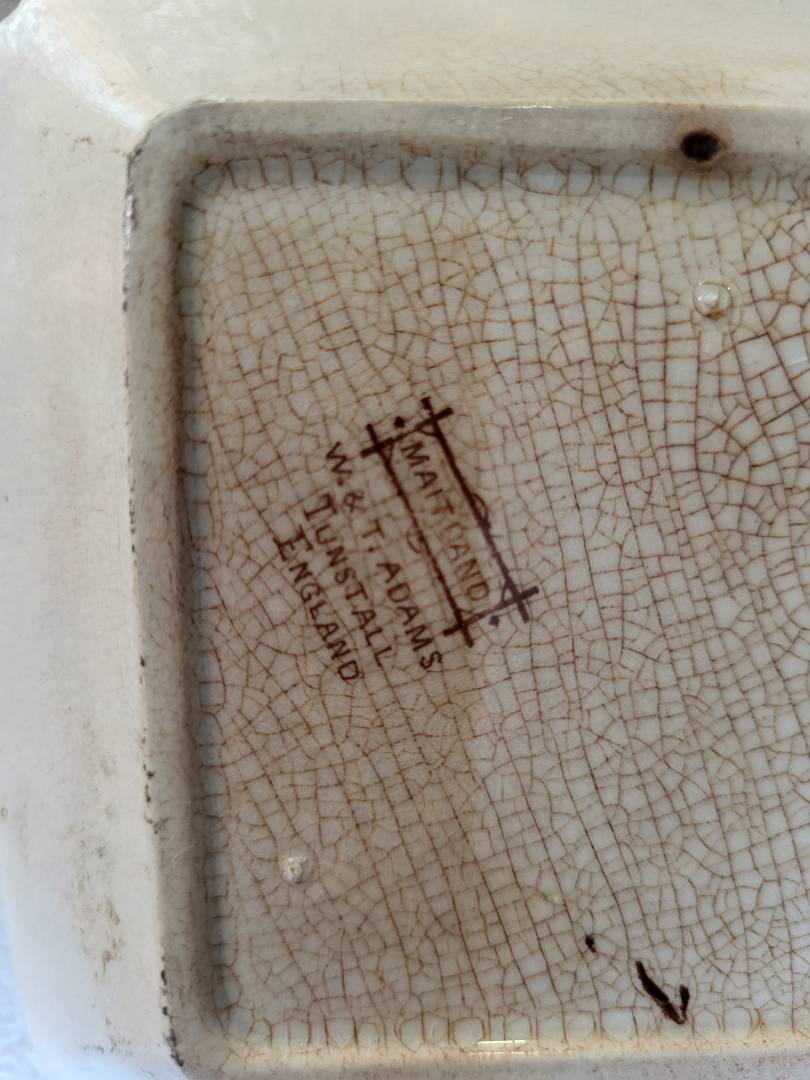 MAITLAND
W. & T. ADAMS
TUNSTALL
ENGLAND